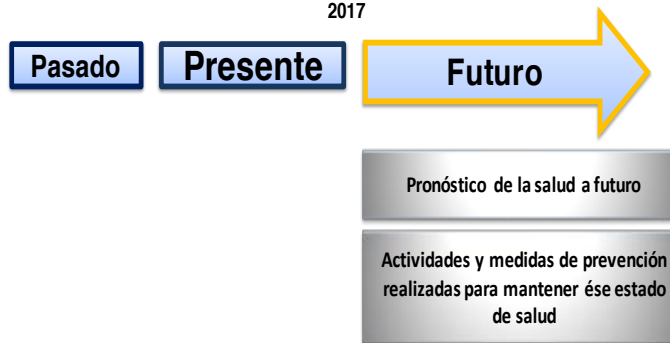 2017
Pasado
Presente
Futuro
Pronóstico de la salud a futuro
Actividades y medidas de prevención
realizadas para mantener ése estado
de salud